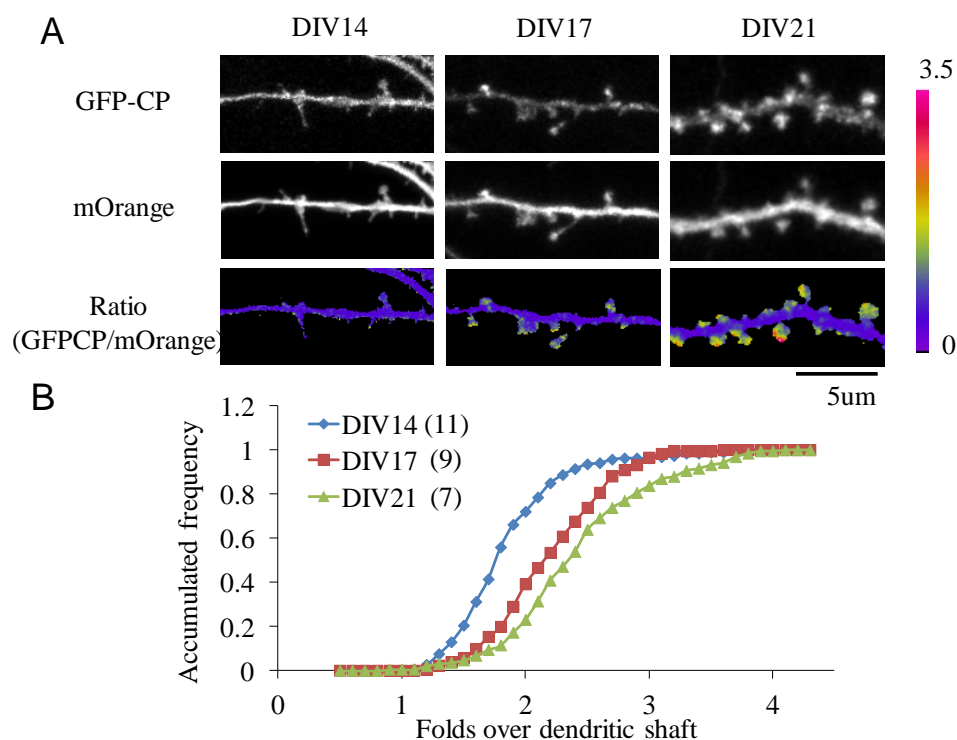 A
DIV14 DIV17 DIV21
GFP-CP
mOrange
Ratio
(GFPCP/mOrange)
3.5
0
5um
B
1.2
1
0.8
0.6
0.4
0.2
0
Accumulated frequency
DIV14 (11)
DIV17 (9)
DIV21 (7)
0 1 2 3 4
Folds over dendritic shaft